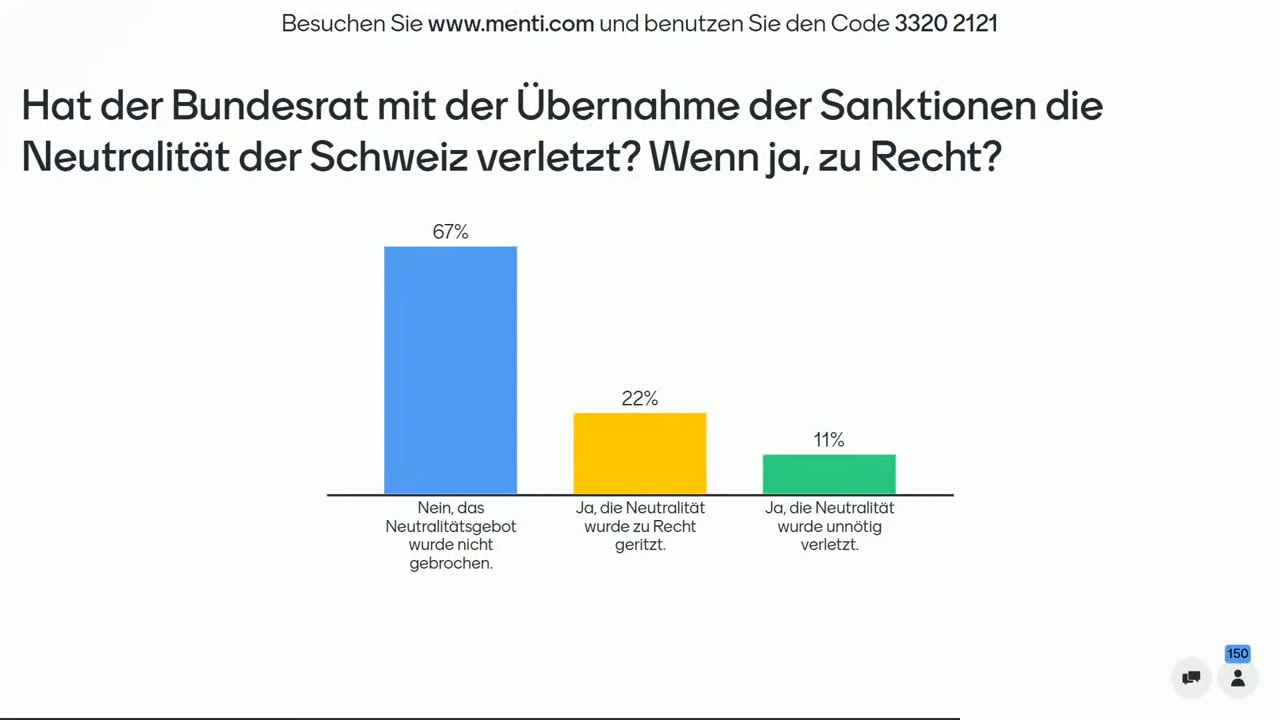 Besuchen Sie www.menti.com und benutzen Sie den Code 3320 2121
Hat der Bundesrat mit der Übernahme der Sanktionen die
Neutralität der Schweiz verletzt? Wenn ja, zu Recht?
67%
22%
11%
Nein, das
Neutralitätsgebot
wurde nicht
gebrochen.
Ja, die Neutralität
wurde zu Recht
geritzt.
Ja, die Neutralität
wurde unnötig
verletzt.
150